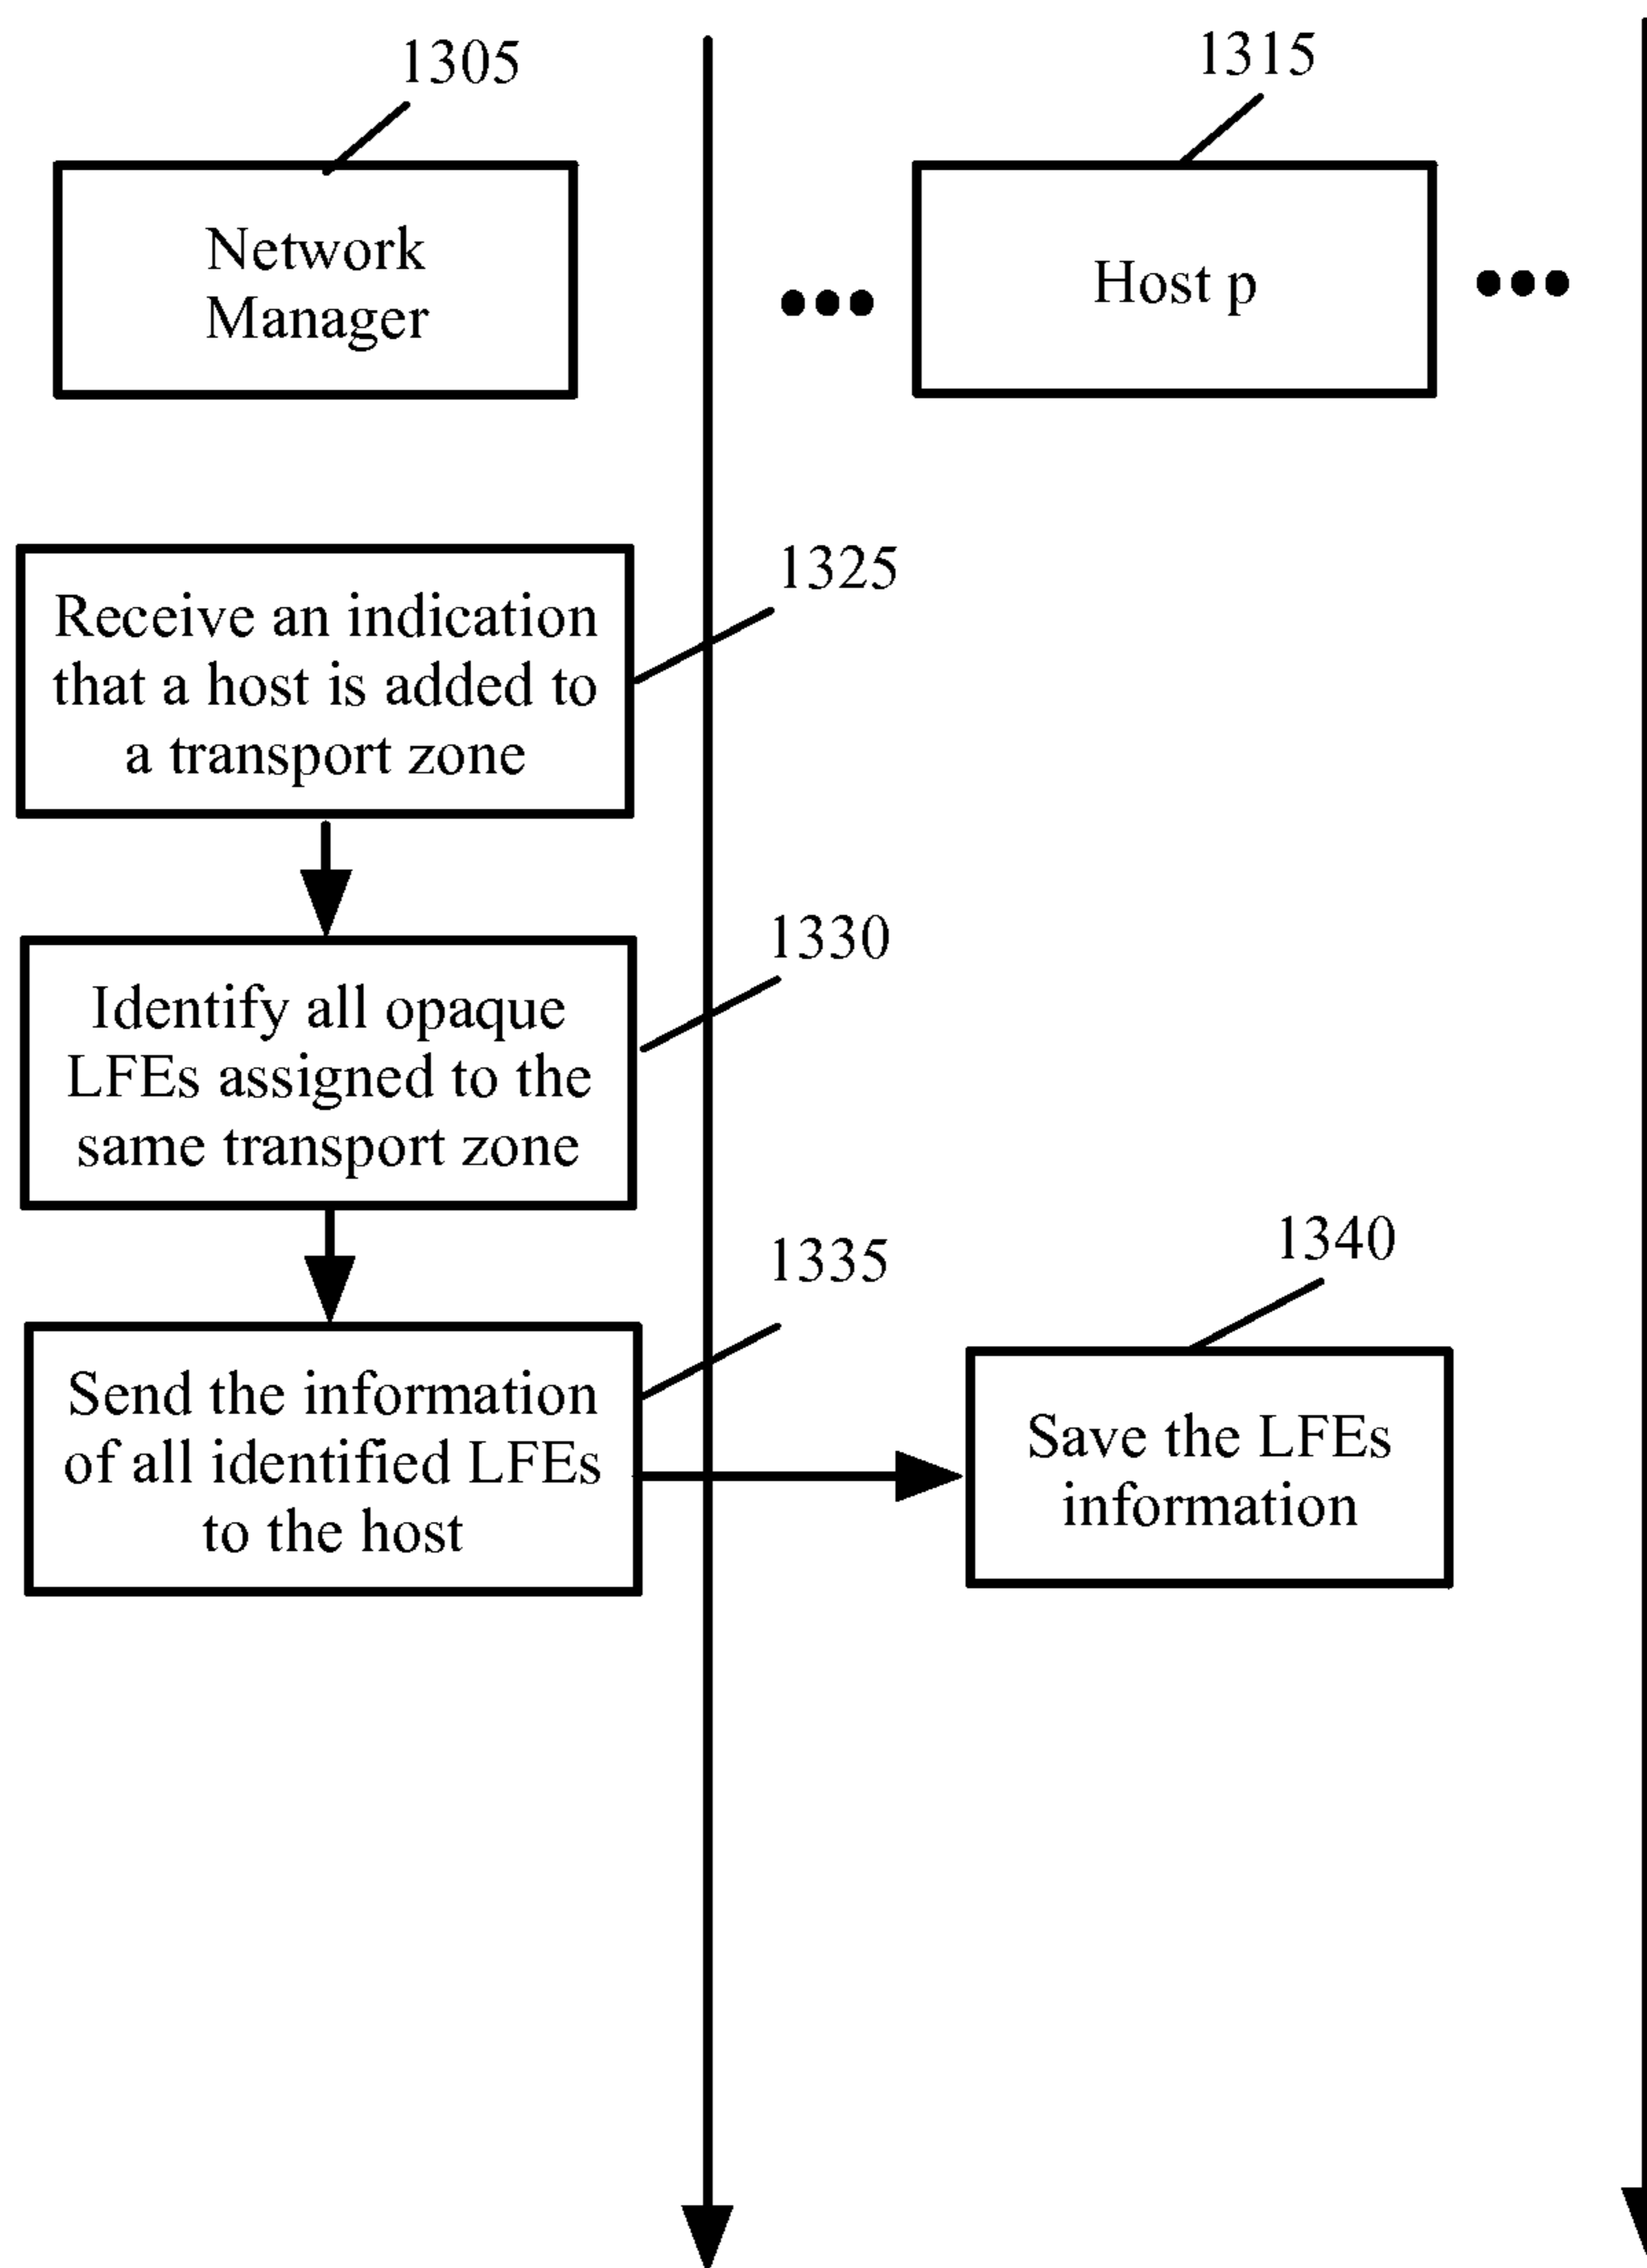 1305
1315
Network
Manager
Host p
1325
Receive an indication
that a host is added to
a transport zone
1330
Identify all opaque
LFEs assigned to the
same transport zone
1335
1340
Send the information
of all identified LFEs
to the host
Save the LFEs
information